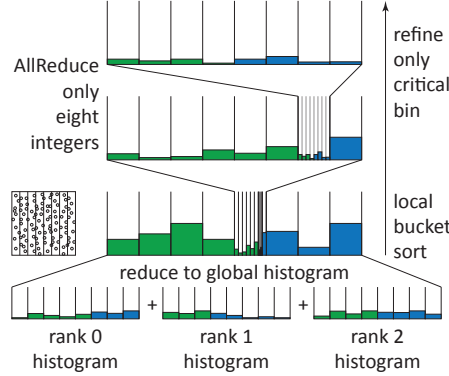 AllReduce
only
eight
integers
refine
only
critical
bin
local
bucket
sort
reduce to global histogram
+
+
rank 0
histogram
rank 1
histogram
rank 2
histogram